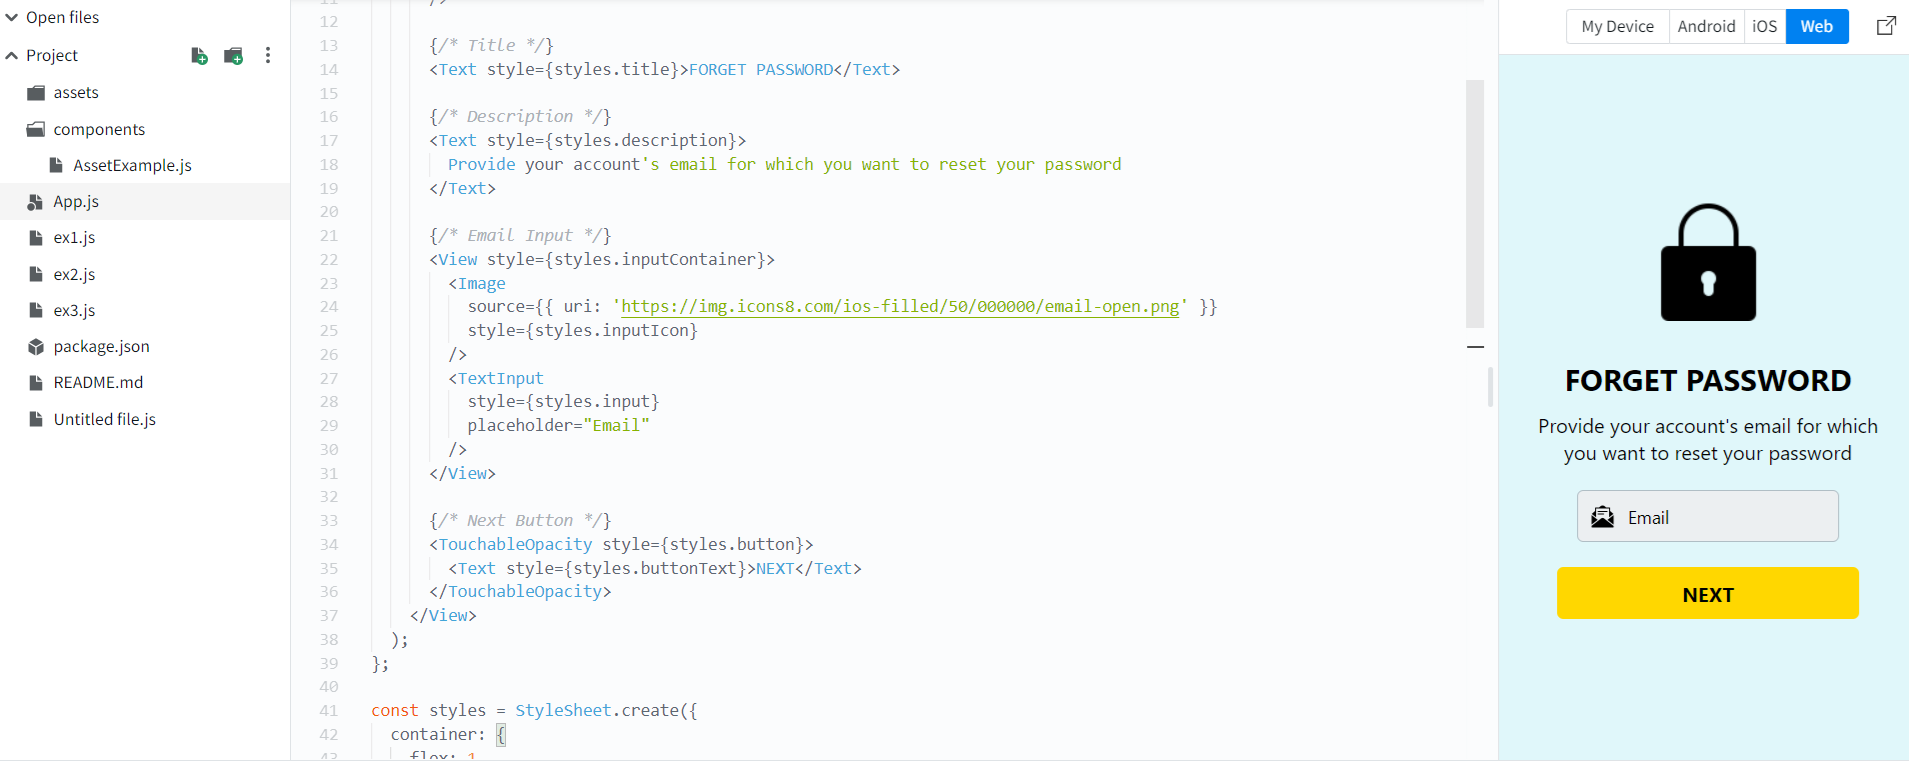 Open files
Project
assets
components
AssetExample.js
App.js
ex1.js
ex2.js
ex3.js
package.json
README.md
Untitled file.js
11 />
12
13 {/* Title */}
14 <Text style={styles.title}>FORGET PASSWORD</Text>
15
16 {/* Description */}
17 <Text style={styles.description}>
18 Provide your account's email for which you want to reset your password
19 </Text>
20
21 {/* Email Input */}
22 <View style={styles.inputContainer}>
23 <Image
24 source={{ uri: 'https://img.icons8.com/ios-filled/50/000000/email-open.png' }}
25 style={styles.inputIcon}
26 />
27 <TextInput
28 style={styles.input}
29 placeholder="Email"
30 />
31 </View>
32
33 {/* Next Button */}
34 <TouchableOpacity style={styles.button}>
35 <Text style={styles.buttonText}>NEXT</Text>
36 </TouchableOpacity>
37 </View>
38 );
39 };
40
41 const styles = StyleSheet.create({
42 container: {
43 flex: 1
My Device Android iOS Web
FORGET PASSWORD
Provide your account's email for which
you want to reset your password
Email
NEXT